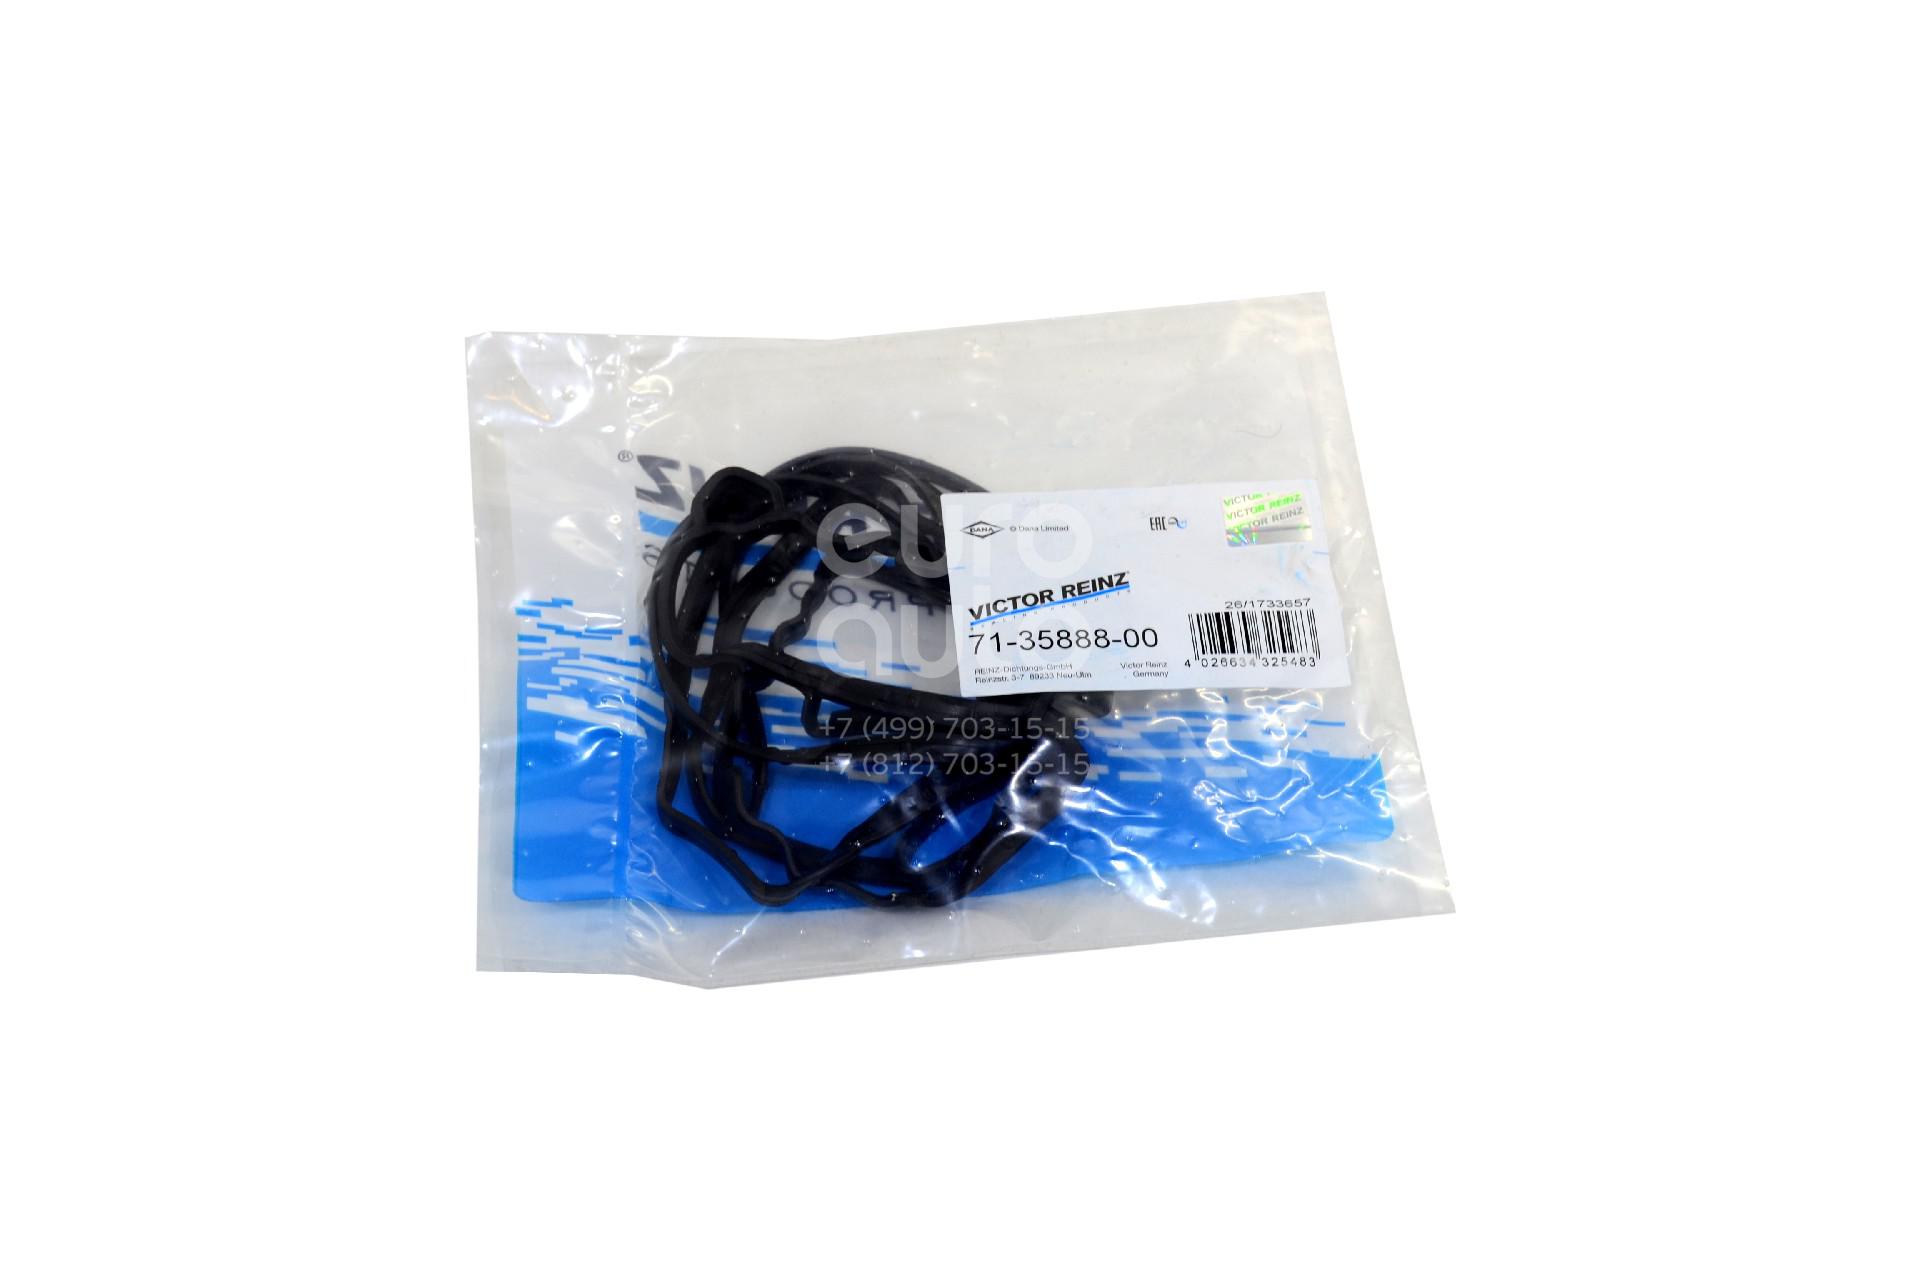 DANA © Dana Limited
EAC
VICTOR REINZ
VICTOR REINZ
VICTOR REINZ
VICTOR REINZ®
SEALING PRODUCTS
26/1733657
71-35888-00
4 026634 325483
REINZ-Dichtungs-GmbH
Reinzstr. 3-7 89233 Neu-Ulm
Victor Reinz
Germany
euro
auto
+7 (499) 703-15-15
+7 (812) 703-15-15